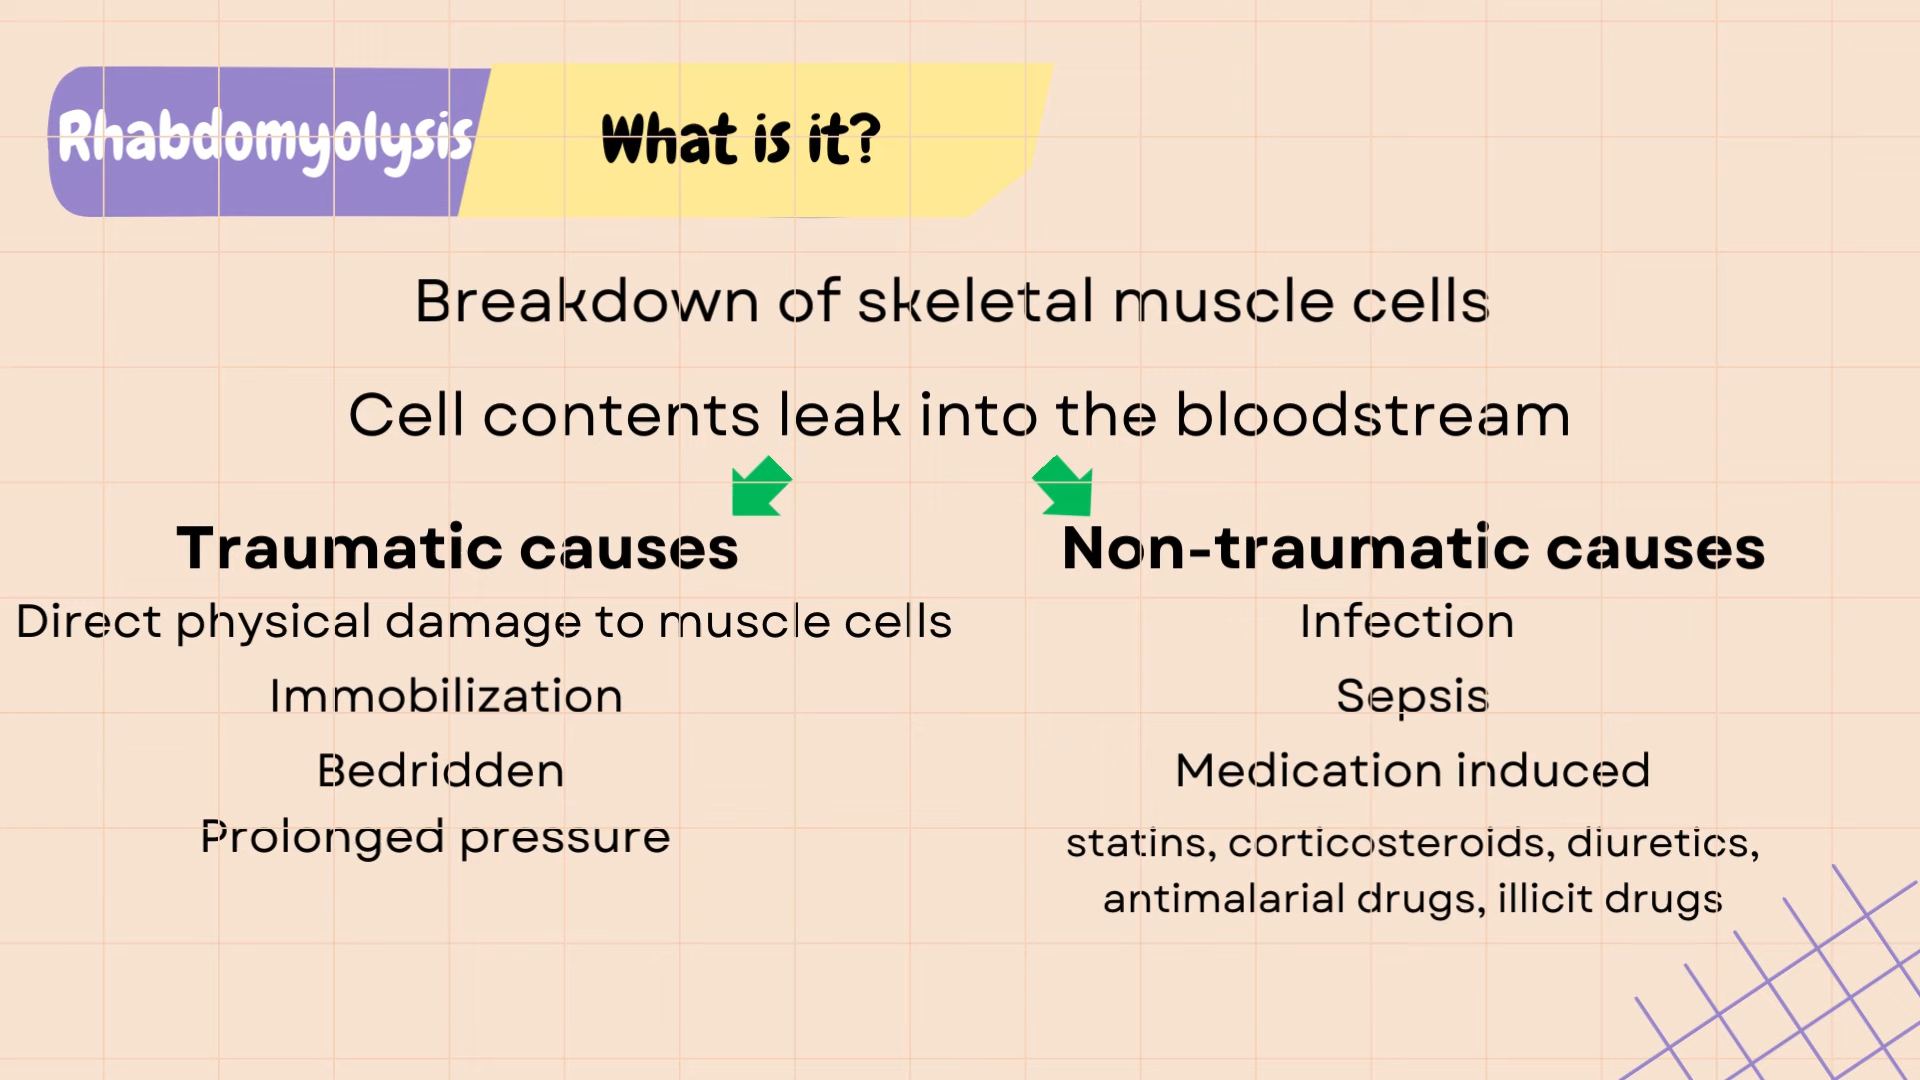 Rhabdomyolysis
What is it?
Breakdown of skeletal muscle cells
Cell contents leak into the bloodstream
Traumatic causes
Direct physical damage to muscle cells
Immobilization
Bedridden
Prolonged pressure
Non-traumatic causes
Infection
Sepsis
Medication induced
statins, corticosteroids, diuretics,
antimalarial drugs, illicit drugs